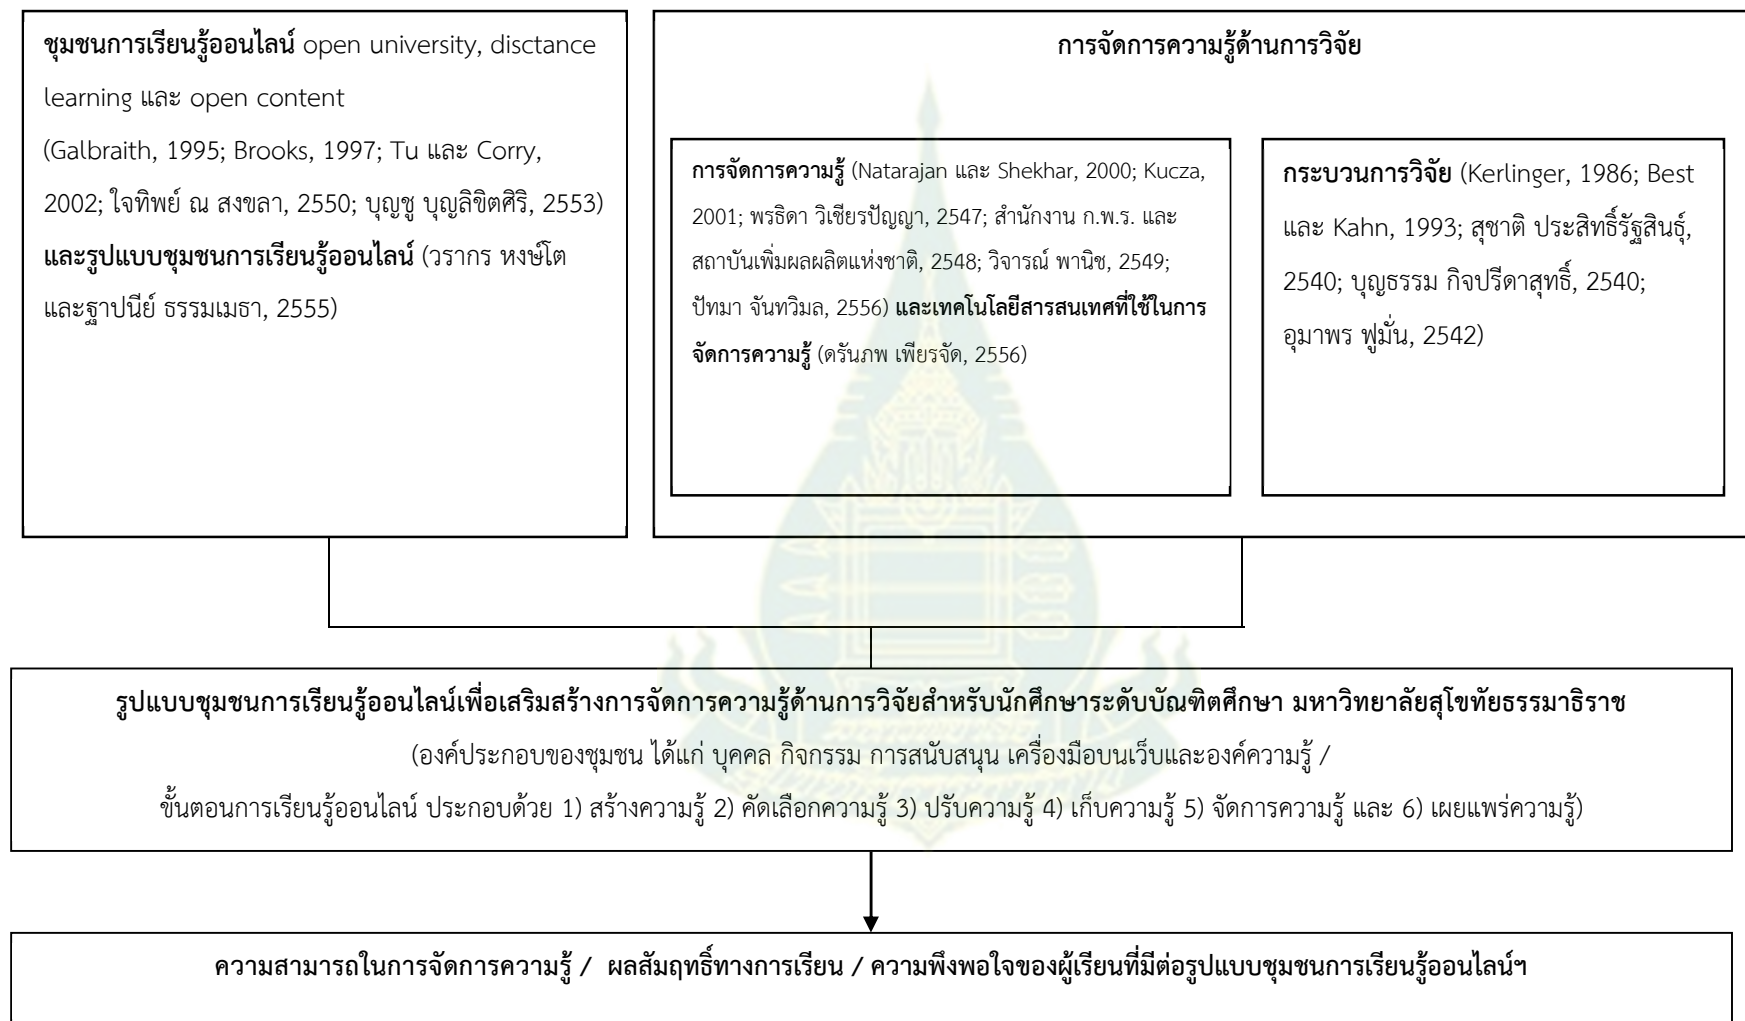 ชุมชนการเรียนรู้ออนไลน์ open university, disctance
learning และ open content
(Galbraith, 1995; Brooks, 1997; Tu และ Corry,
2002; ใจทิพย์ ณ สงขลา, 2550; บุญชู บุญลิขิตศิริ, 2553)
และรูปแบบชุมชนการเรียนรู้ออนไลน์ (วรากร หงษ์โต
และฐาปนีย์ ธรรมเมธา, 2555)
การจัดการความรู้ด้านการวิจัย
การจัดการความรู้ (Natarajan และ Shekhar, 2000; Kucza,
2001; พรธิดา วิเชียรปัญญา, 2547; สำนักงาน ก.พ.ร. และ
สถาบันเพิ่มผลผลิตแห่งชาติ, 2548; วิจารณ์ พานิช, 2549;
ปัทมา จันทวิมล, 2556) และเทคโนโลยีสารสนเทศที่ใช้ในการ
จัดการความรู้ (ดรันภพ เพียรจัด, 2556)
กระบวนการวิจัย (Kerlinger, 1986; Best
และ Kahn, 1993; สุชาติ ประสิทธิ์รัฐสินธุ์,
2540; บุญธรรม กิจปรีดาสุทธิ์, 2540;
อุมาพร ฟูมั่น, 2542)
รูปแบบชุมชนการเรียนรู้ออนไลน์เพื่อเสริมสร้างการจัดการความรู้ด้านการวิจัยสำหรับนักศึกษาระดับบัณฑิตศึกษา มหาวิทยาลัยสุโขทัยธรรมาธิราช
(องค์ประกอบของชุมชน ได้แก่ บุคคล กิจกรรม การสนับสนุน เครื่องมือบนเว็บและองค์ความรู้ /
ขั้นตอนการเรียนรู้ออนไลน์ ประกอบด้วย 1) สร้างความรู้ 2) คัดเลือกความรู้ 3) ปรับความรู้ 4) เก็บความรู้ 5) จัดการความรู้ และ 6) เผยแพร่ความรู้)
ความสามารถในการจัดการความรู้ / ผลสัมฤทธิ์ทางการเรียน / ความพึงพอใจของผู้เรียนที่มีต่อรูปแบบชุมชนการเรียนรู้ออนไลน์ฯ